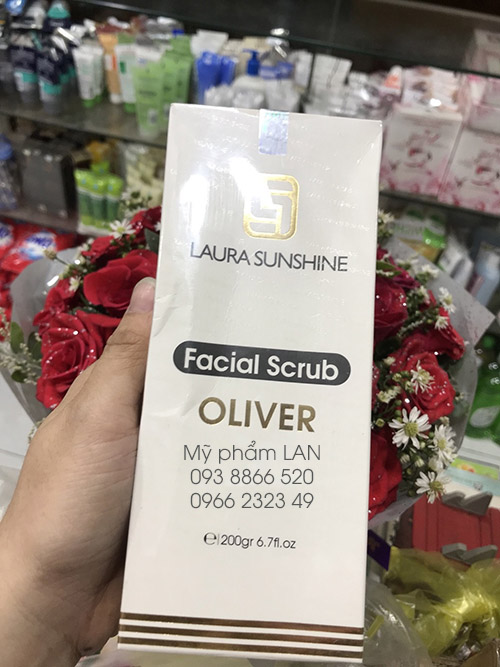 LAURA SUNSHINE
Facial Scrub
OLIVER
Mỹ phẩm LAN
093 8866 520
0966 2323 49
℮ 200gr 6.7fl.oz